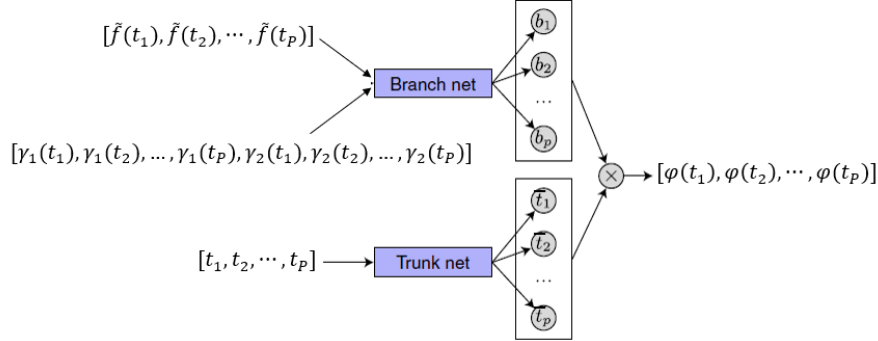 [f̃(t₁), f̃(t₂), ⋯ , f̃(t_P)]
Branch net
[γ₁(t₁), γ₁(t₂), … , γ₁(t_P), γ₂(t₁), γ₂(t₂), … , γ₂(t_P)]
b₁
b₂
...
b_p
×
[φ(t₁), φ(t₂), ⋯ , φ(t_P)]
[t₁, t₂, ⋯ , t_P]
Trunk net
t̅₁
t̅₂
...
t̅_p